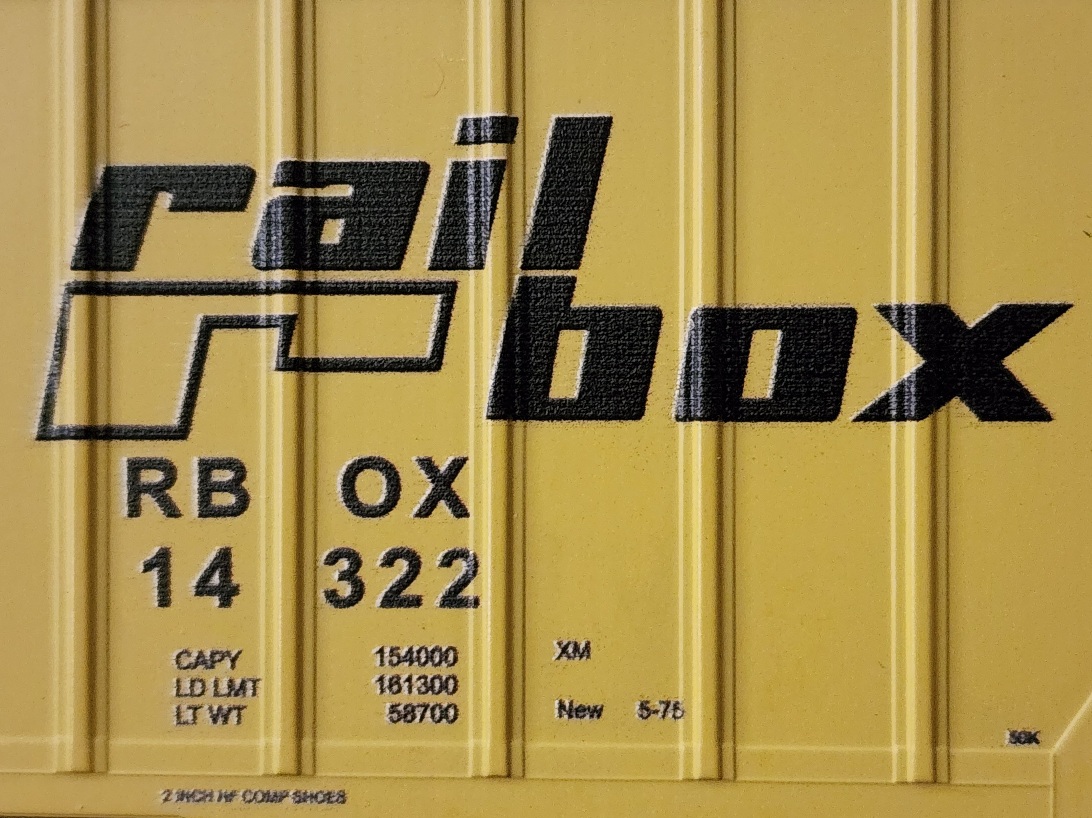 rail
box
RB OX
14 322
CAPY 154000 XM
LD LMT 161300
LT WT 58700 New 5-75
50K
2 INCH HF COMP SHOES